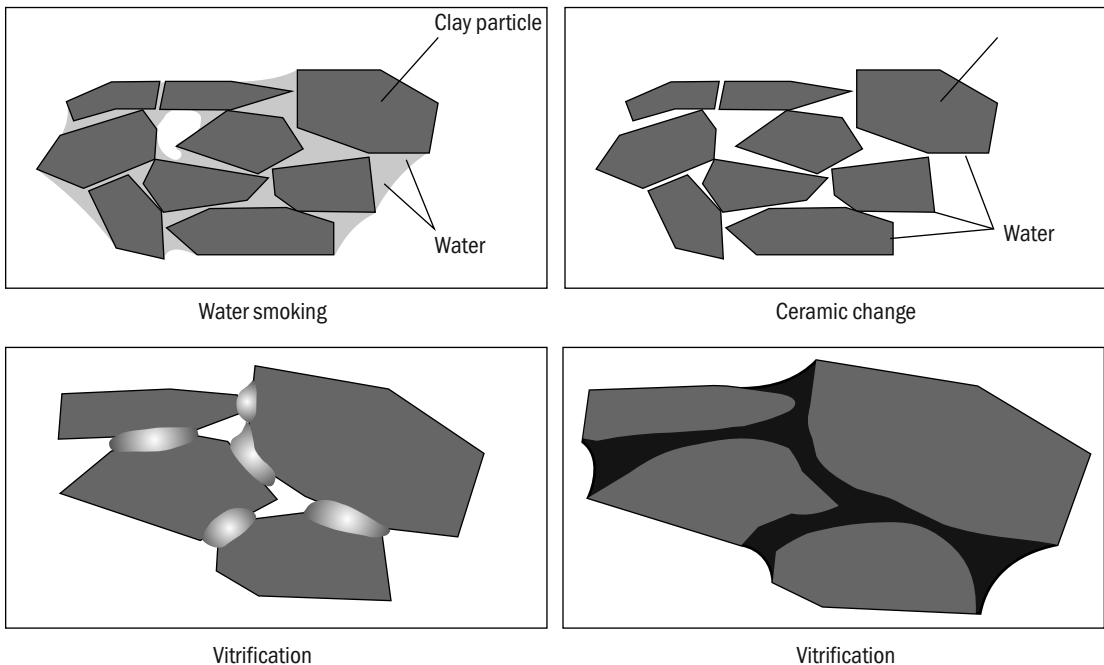 Clay particle
Water
Water smoking
Water
Ceramic change
Vitrification
Vitrification